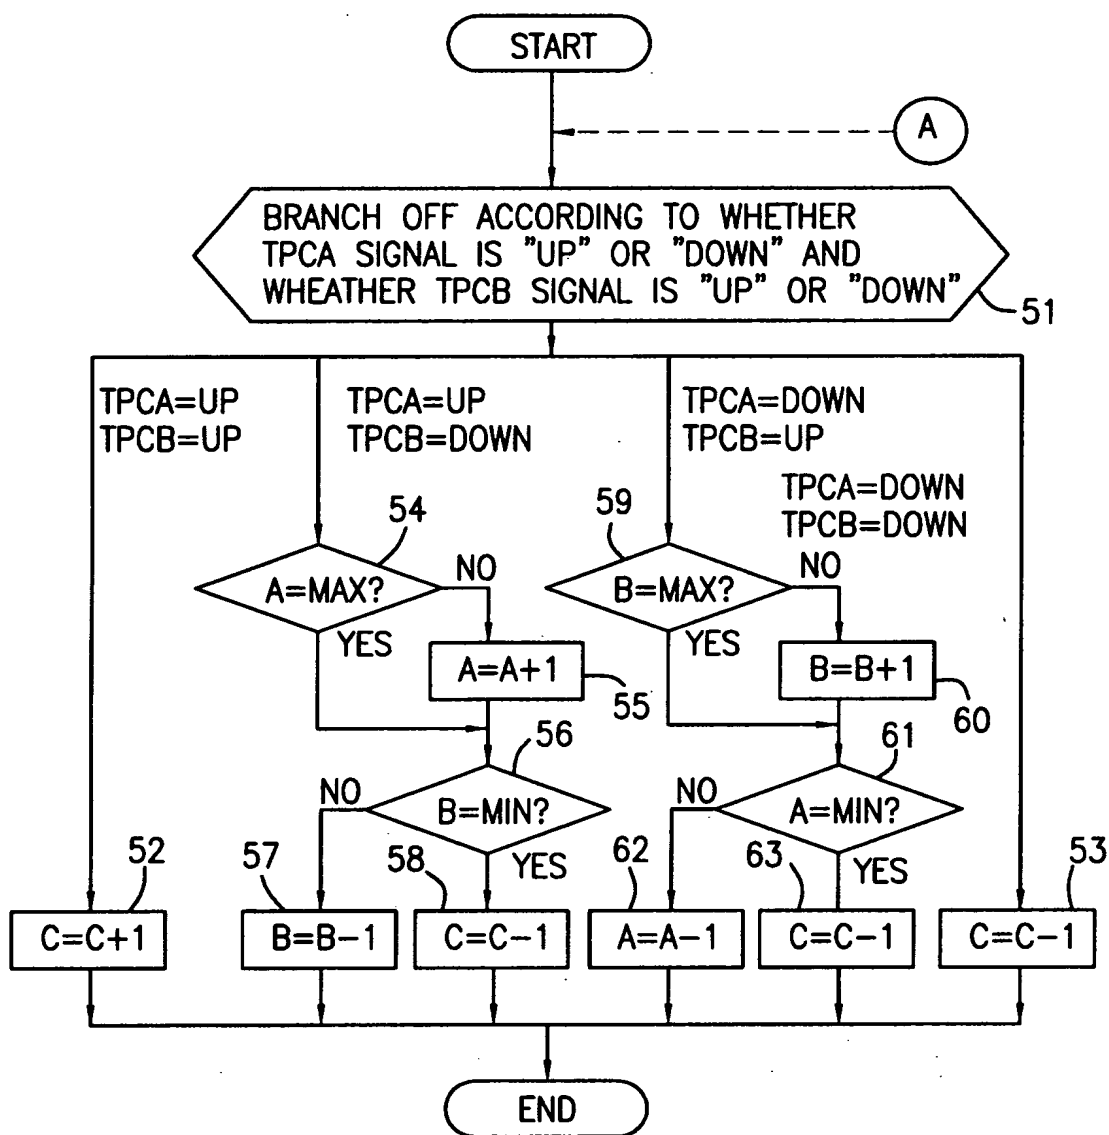 START
A
BRANCH OFF ACCORDING TO WHETHER
TPCA SIGNAL IS "UP" OR "DOWN" AND
WHEATHER TPCB SIGNAL IS "UP" OR "DOWN"
51
TPCA=UP
TPCB=UP
TPCA=UP
TPCB=DOWN
TPCA=DOWN
TPCB=UP
TPCA=DOWN
TPCB=DOWN
54
A=MAX?
NO
YES
59
B=MAX?
NO
YES
A=A+1
55
B=B+1
60
56
B=MIN?
NO
YES
61
A=MIN?
NO
YES
52
C=C+1
57
B=B-1
58
C=C-1
62
A=A-1
63
C=C-1
53
C=C-1
END